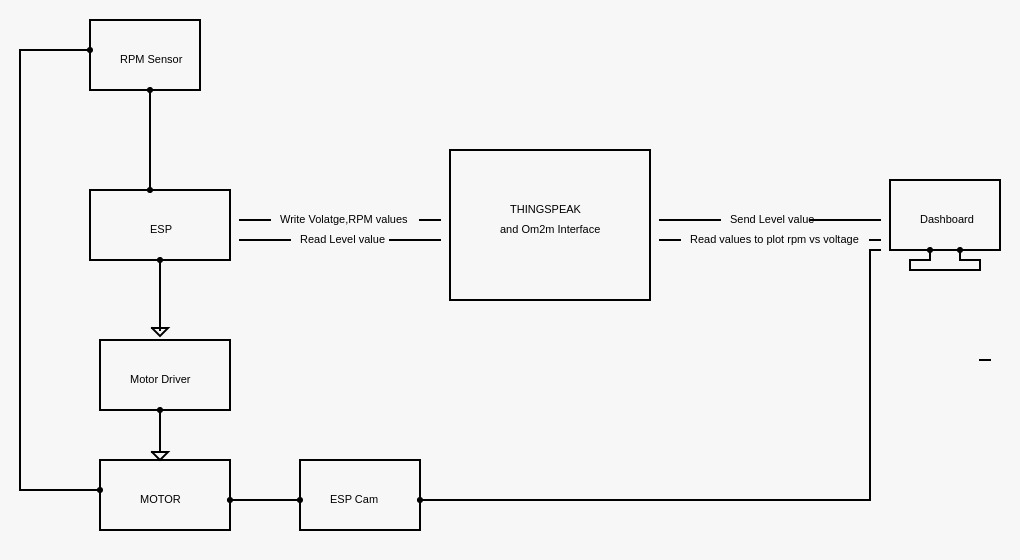 RPM Sensor
ESP
Write Volatge,RPM values
Read Level value
THINGSPEAK
and Om2m Interface
Send Level value
Read values to plot rpm vs voltage
Dashboard
Motor Driver
MOTOR
ESP Cam